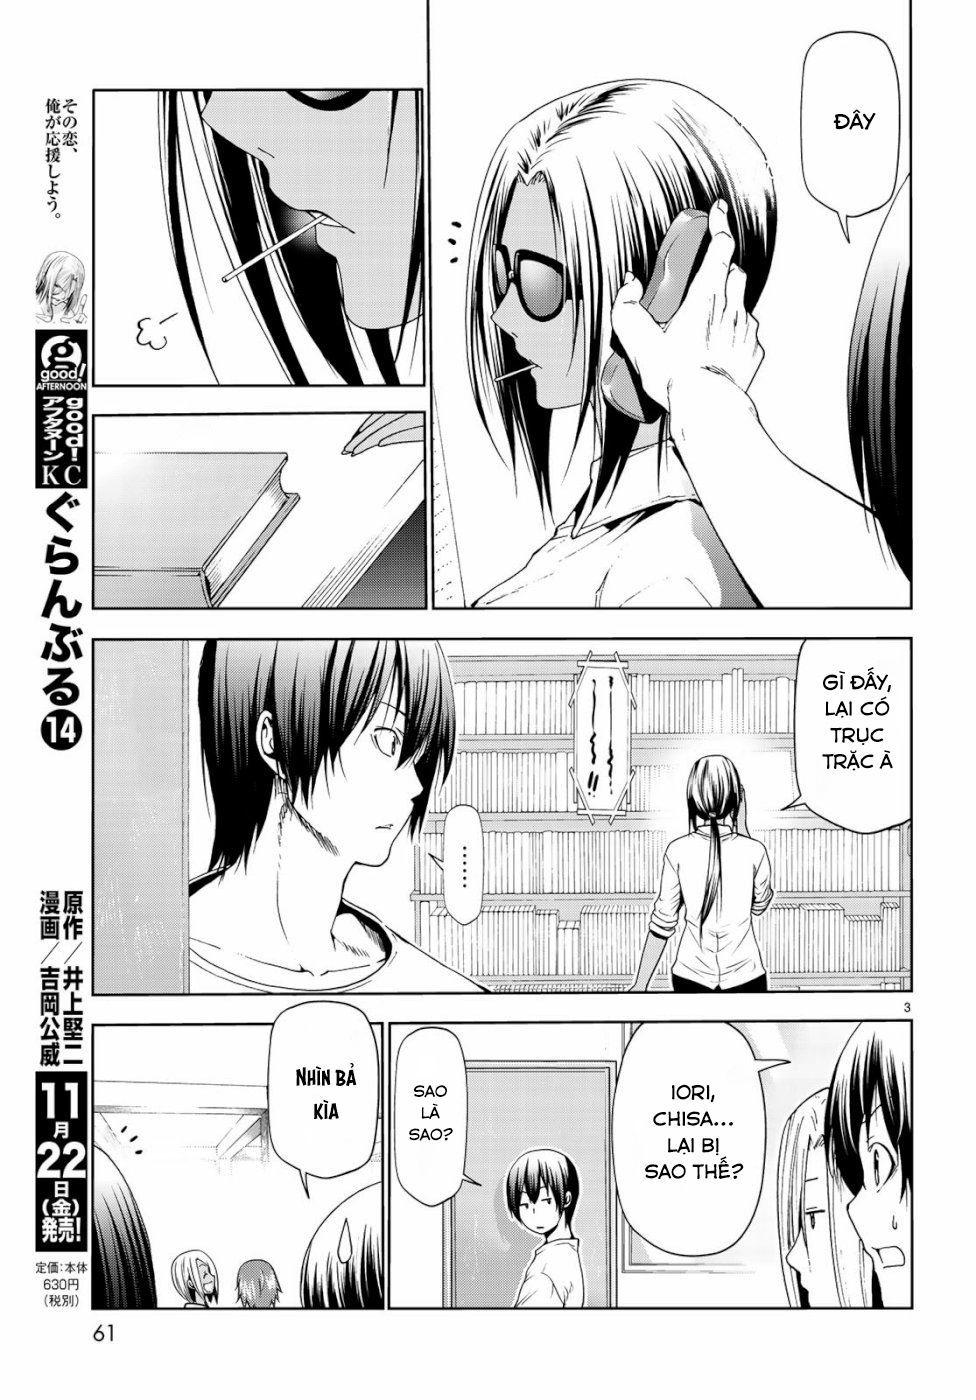 ĐÂY
その恋、
俺が応援しよう。
good!
AFTERNOON
good!
アフタヌーン
KC
ぐらんぶる14
原作/井上堅二
漫画/吉岡公威
11月22日(金)発売!
定価:本体
630円
(税別)
GÌ ĐẤY,
LẠI CÓ
TRỤC
TRẶC À
………
3
IORI,
CHISA...
LẠI BỊ
SAO THẾ?
SAO
LÀ
SAO?
NHÌN BẢ
KÌA
61